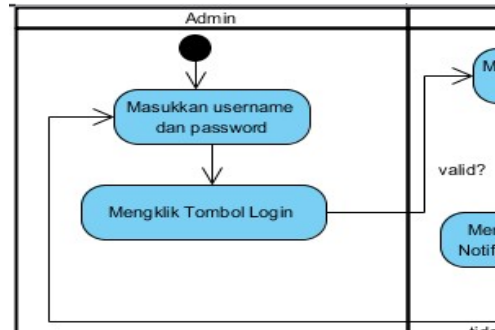 Admin
Masukkan username
dan password
Mengklik Tombol Login
valid?